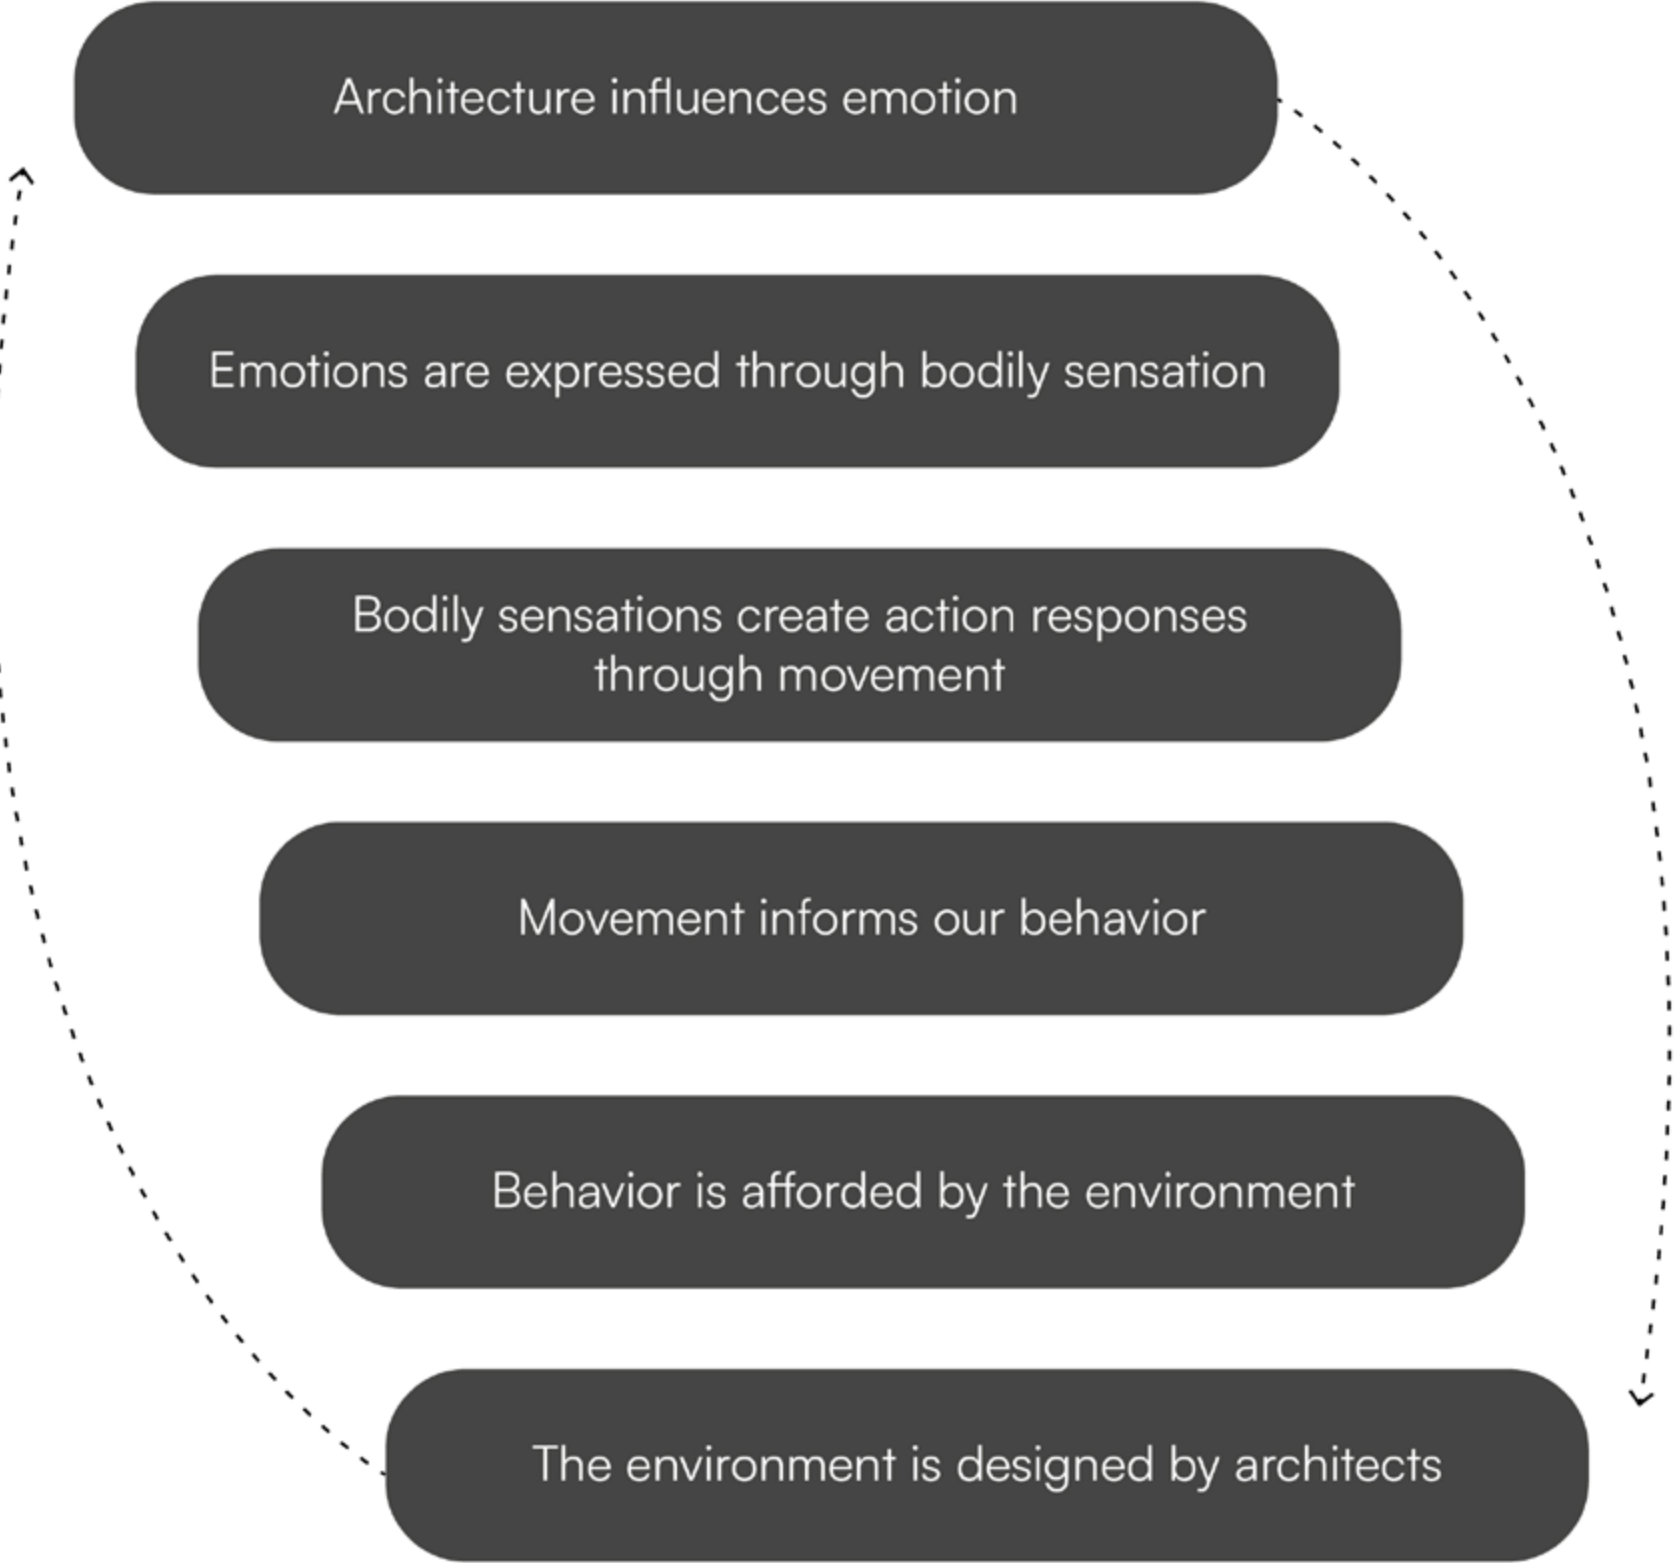 Architecture influences emotion
Emotions are expressed through bodily sensation
Bodily sensations create action responses
through movement
Movement informs our behavior
Behavior is afforded by the environment
The environment is designed by architects